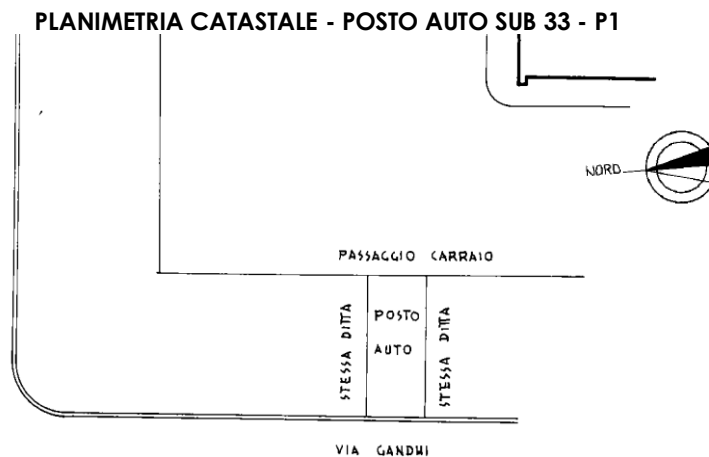 PLANIMETRIA CATASTALE - POSTO AUTO SUB 33 - P1
NORD
PASSAGGIO CARRAIO
STESSA DITTA
POSTO
AUTO
STESSA DITTA
VIA GANDHI